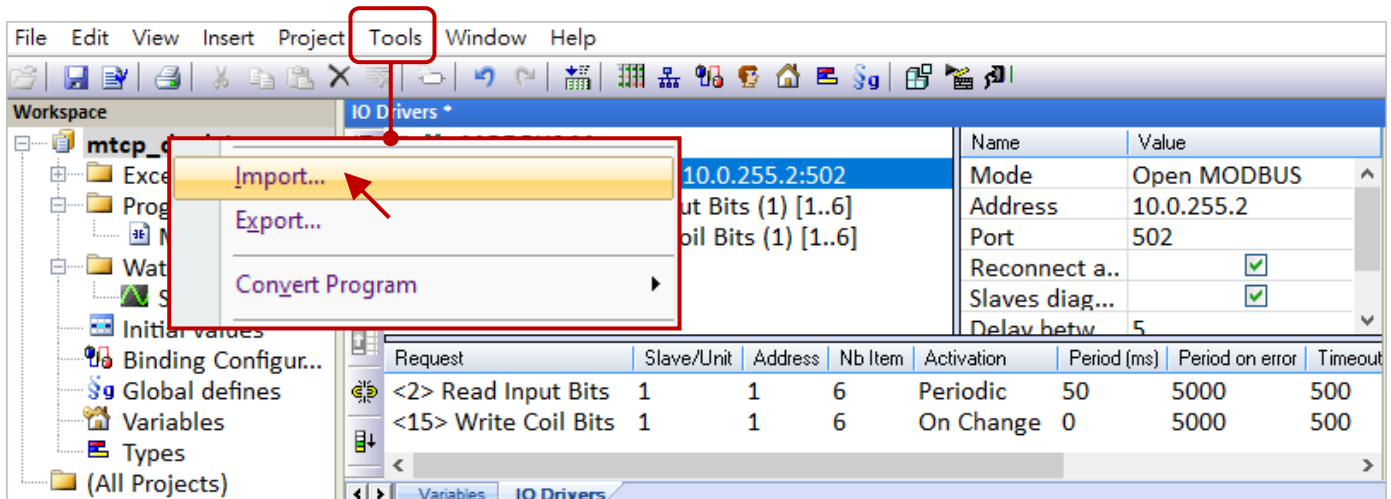 File Edit View Insert Project Tools Window Help
Workspace
IO Drivers *
mtcp_
Name Value
Import...
10.0.255.2:502
Mode Open MODBUS
ut Bits (1) [1..6]
Address 10.0.255.2
Export...
oil Bits (1) [1..6]
Port 502
Reconnect a..
Convert Program
Slaves diag...
Delay betw 5
Initial values
Binding Configur...
Global defines
Variables
Types
(All Projects)
Request Slave/Unit Address Nb Item Activation Period (ms) Period on error Timeout
<2> Read Input Bits 1 1 6 Periodic 50 5000 500
<15> Write Coil Bits 1 1 6 On Change 0 5000 500
Variables IO Drivers